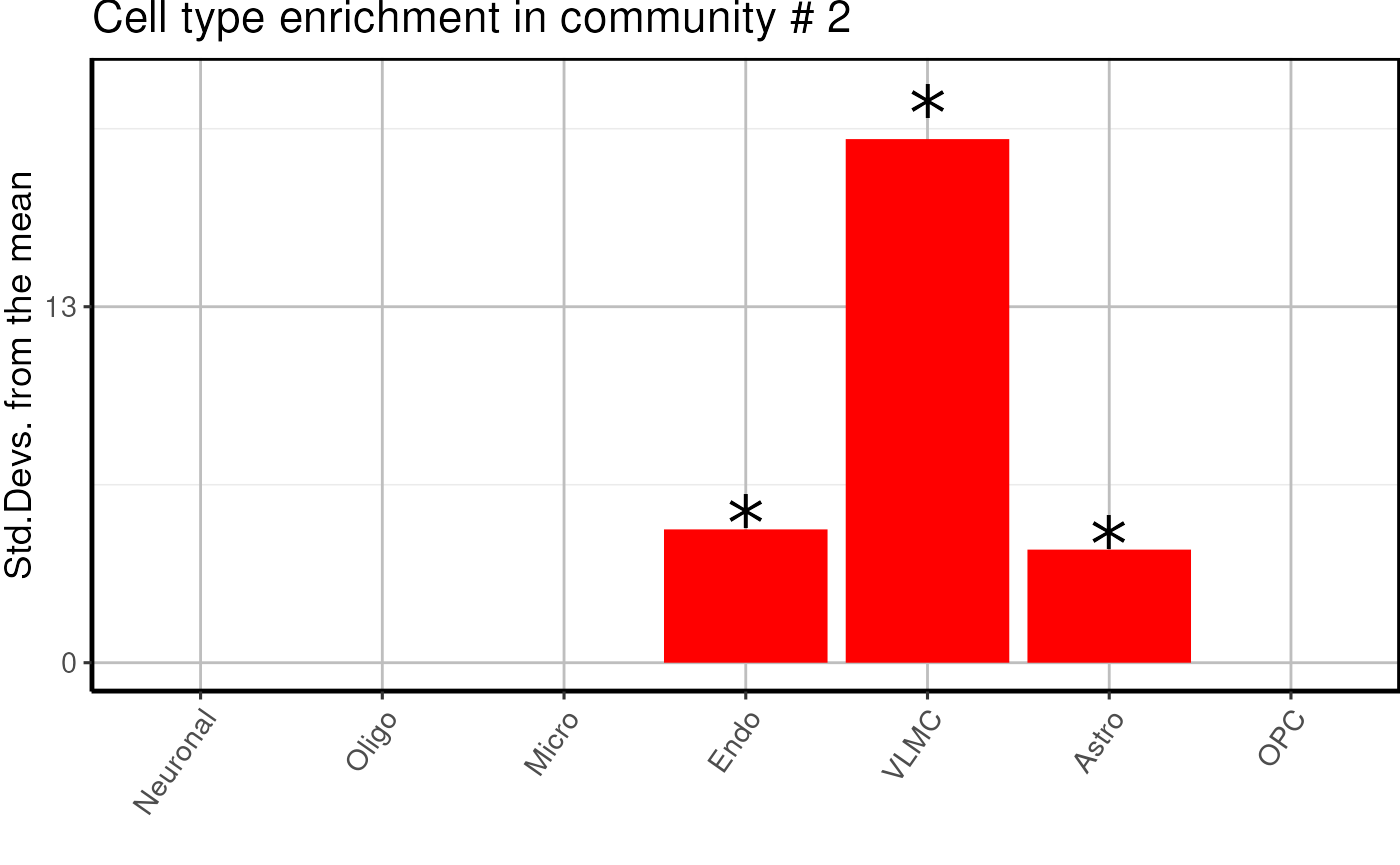 Cell type enrichment in community # 2
Std.Devs. from the mean
13
0
*
*
*
Neuronal
Oligo
Micro
Endo
VLMC
Astro
OPC